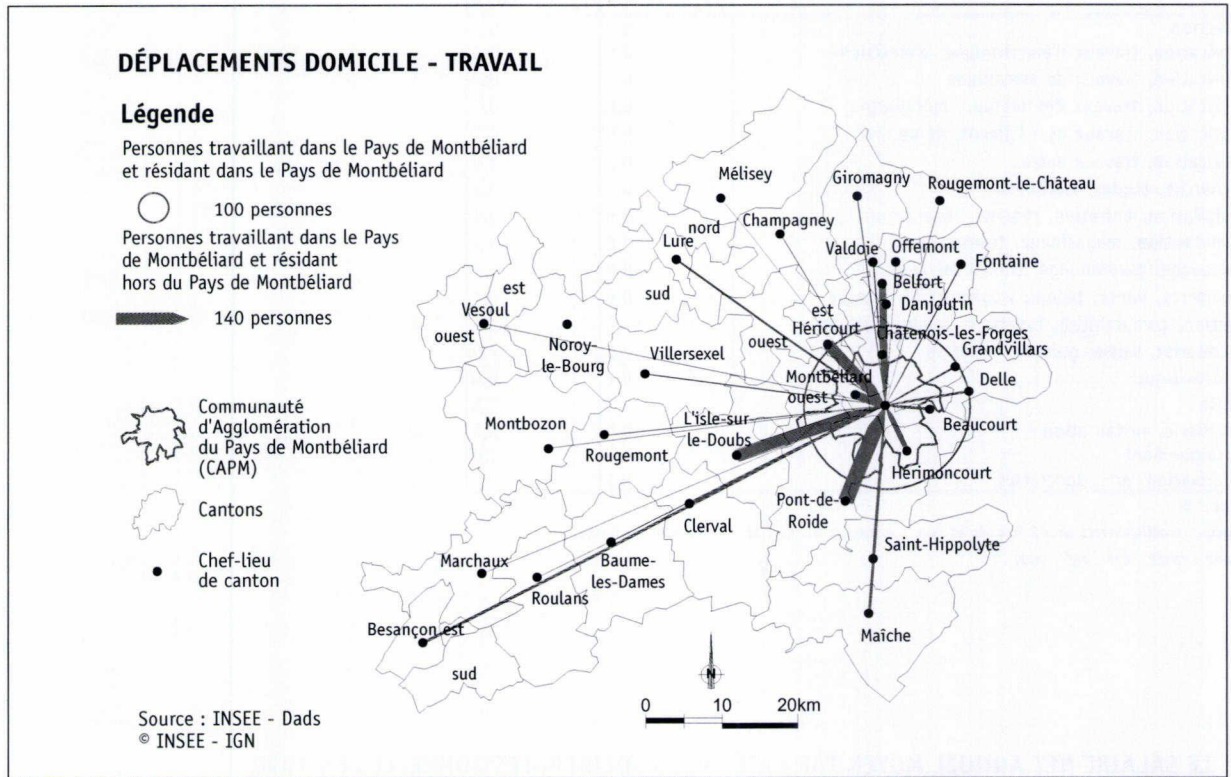 DÉPLACEMENTS DOMICILE - TRAVAIL
Légende
Personnes travaillant dans le Pays de Montbéliard
et résidant dans le Pays de Montbéliard
100 personnes
Personnes travaillant dans le Pays
de Montbéliard et résidant
hors du Pays de Montbéliard
140 personnes
Communauté
d'Agglomération
du Pays de Montbéliard
(CAPM)
Cantons
Chef-lieu
de canton
Mélisey
Giromagny
Rougemont-le-Château
nord
Champagney
Lure
Valdoie
Offemont
Fontaine
est
sud
Belfort
Vesoul
Danjoutin
est
ouest
Héricourt
Châtenois-les-Forges
ouest
Noroy-
le-Bourg
Villersexel
Grandvillars
Montbéliard
Delle
ouest
L'isle-sur-
le-Doubs
Beaucourt
Montbozon
Rougemont
Hérimoncourt
Pont-de-
Roide
Clerval
Saint-Hippolyte
Marchaux
Baume-
les-Dames
Roulans
Besançon est
Maîche
sud
N
0 10 20km
Source : INSEE - Dads
© INSEE - IGN